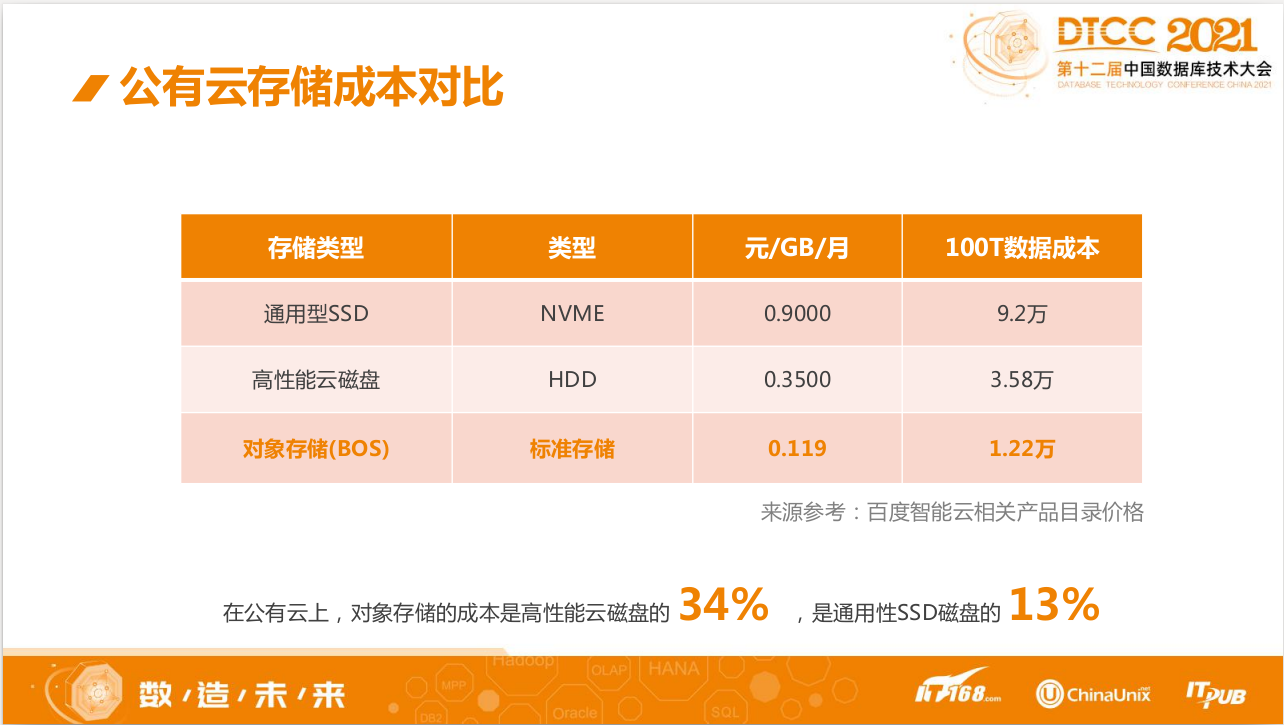 DTCC 2021
第十二届中国数据库技术大会
DATABASE TECHNOLOGY CONFERENCE CHINA 2021
公有云存储成本对比
存储类型 类型 元/GB/月 100T数据成本
通用型SSD NVME 0.9000 9.2万
高性能云磁盘 HDD 0.3500 3.58万
对象存储(BOS) 标准存储 0.119 1.22万
来源参考：百度智能云相关产品目录价格
在公有云上，对象存储的成本是高性能云磁盘的 34% ，是通用性SSD磁盘的 13%
数/造/未/来
Hadoop
MPP
DB2
OLAP
Oracle
HANA
SQL
IT168.com
ChinaUnix.net
ITPUB